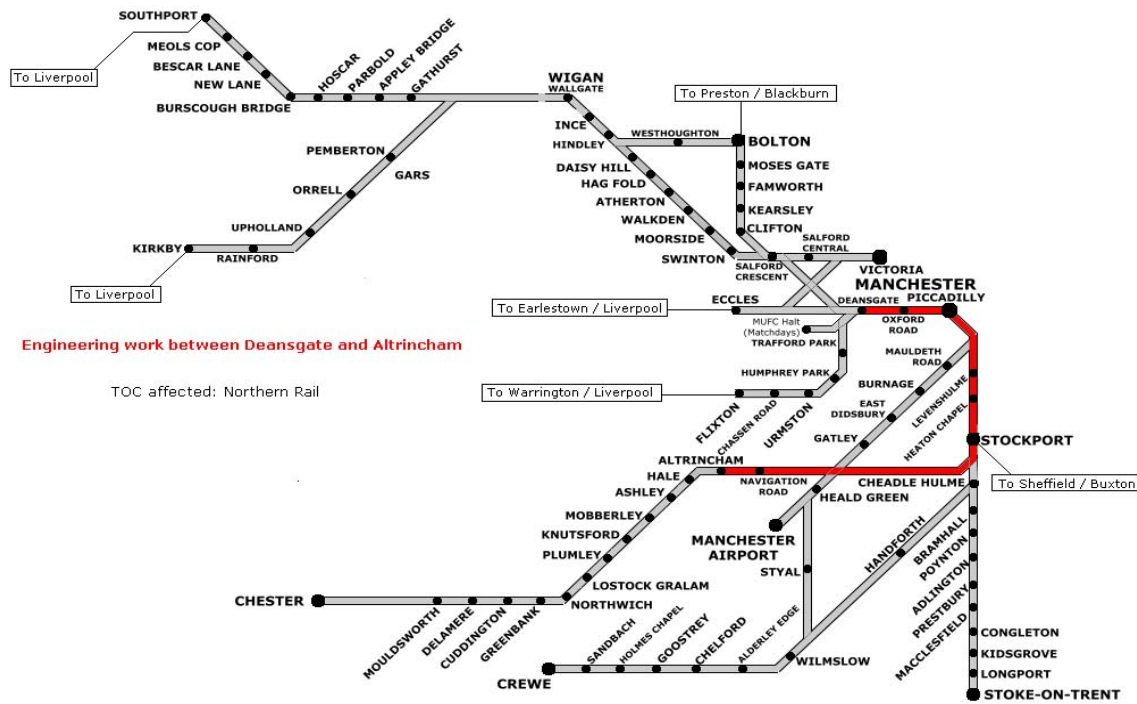 SOUTHPORT
MEOLS COP
To Liverpool
BESCAR LANE
NEW LANE
BURSCOUGH BRIDGE
HOSCAR
PARBOLD
APPLEY BRIDGE
GATHURST
WIGAN
WALLGATE
To Preston / Blackburn
INCE
HINDLEY
WESTHOUGHTON
BOLTON
PEMBERTON
GARS
ORRELL
UPHOLLAND
KIRKBY
RAINFORD
To Liverpool
DAISY HILL
HAG FOLD
ATHERTON
WALKDEN
MOORSIDE
SWINTON
MOSES GATE
FAMWORTH
KEARSLEY
CLIFTON
SALFORD
CENTRAL
SALFORD
CRESCENT
VICTORIA
MANCHESTER
PICCADILLY
To Earlestown / Liverpool
ECCLES
DEANSGATE
OXFORD
ROAD
MUFC Halt
(Matchdays)
TRAFFORD PARK
Engineering work between Deansgate and Altrincham
TOC affected: Northern Rail
HUMPHREY PARK
To Warrington / Liverpool
FLIXTON
CHASSEN ROAD
URMSTON
MAULDETH
ROAD
BURNAGE
EAST
DIDSBURY
GATLEY
LEVENSHULME
HEATON CHAPEL
STOCKPORT
To Sheffield / Buxton
ALTRINCHAM
HALE
ASHLEY
NAVIGATION
ROAD
CHEADLE HULME
HEALD GREEN
MOBBERLEY
KNUTSFORD
PLUMLEY
LOSTOCK GRALAM
NORTHWICH
MANCHESTER
AIRPORT
STYAL
HANDFORTH
BRAMHALL
POYNTON
ADLINGTON
PRESTBURY
MACCLESFIELD
CHESTER
MOULDSWORTH
DELAMERE
CUDDINGTON
GREENBANK
CREWE
SANDBACH
HOLMES CHAPEL
GOOSTREY
CHELFORD
ALDERLEY EDGE
WILMSLOW
CONGLETON
KIDSGROVE
LONGPORT
STOKE-ON-TRENT